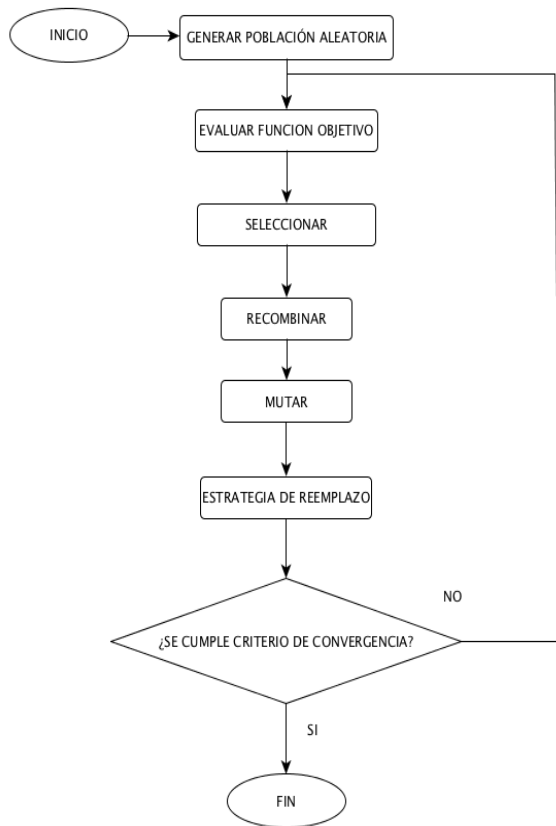 INICIO
GENERAR POBLACIÓN ALEATORIA
EVALUAR FUNCION OBJETIVO
SELECCIONAR
RECOMBINAR
MUTAR
ESTRATEGIA DE REEMPLAZO
NO
¿SE CUMPLE CRITERIO DE CONVERGENCIA?
SI
FIN